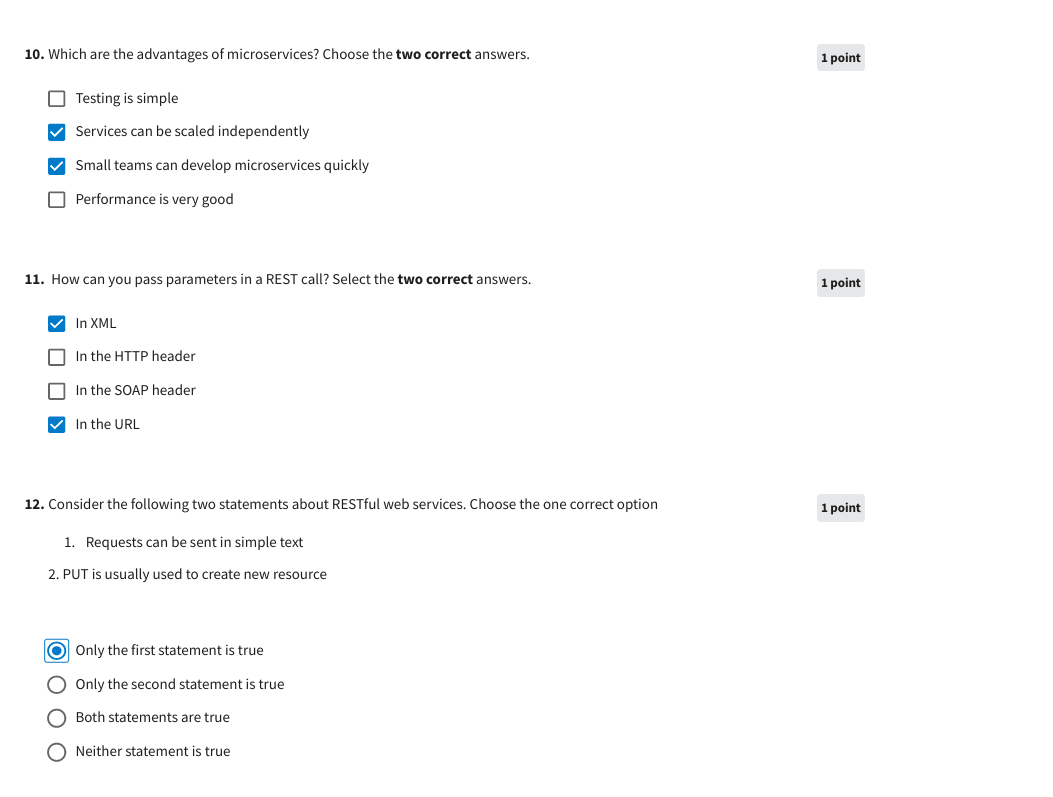 10. Which are the advantages of microservices? Choose the two correct answers.
1 point
Testing is simple
Services can be scaled independently
Small teams can develop microservices quickly
Performance is very good
11. How can you pass parameters in a REST call? Select the two correct answers.
1 point
In XML
In the HTTP header
In the SOAP header
In the URL
12. Consider the following two statements about RESTful web services. Choose the one correct option
1 point
1. Requests can be sent in simple text
2. PUT is usually used to create new resource
Only the first statement is true
Only the second statement is true
Both statements are true
Neither statement is true